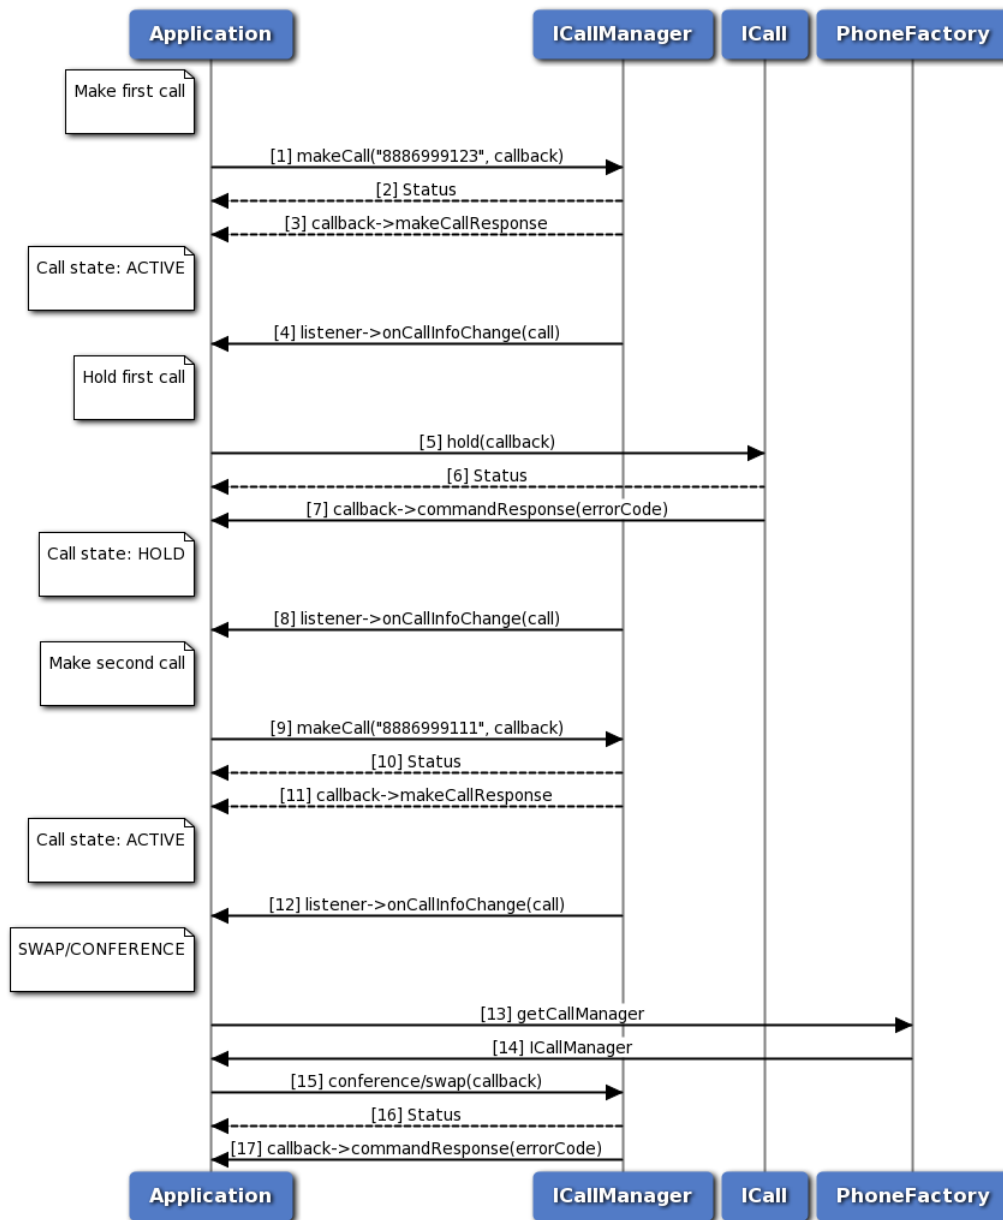 Application
ICallManager
ICall
PhoneFactory
Make first call
[1] makeCall("8886999123", callback)
[2] Status
[3] callback->makeCallResponse
Call state: ACTIVE
[4] listener->onCallInfoChange(call)
Hold first call
[5] hold(callback)
[6] Status
[7] callback->commandResponse(errorCode)
Call state: HOLD
[8] listener->onCallInfoChange(call)
Make second call
[9] makeCall("8886999111", callback)
[10] Status
[11] callback->makeCallResponse
Call state: ACTIVE
[12] listener->onCallInfoChange(call)
SWAP/CONFERENCE
[13] getCallManager
[14] ICallManager
[15] conference/swap(callback)
[16] Status
[17] callback->commandResponse(errorCode)
Application
ICallManager
ICall
PhoneFactory